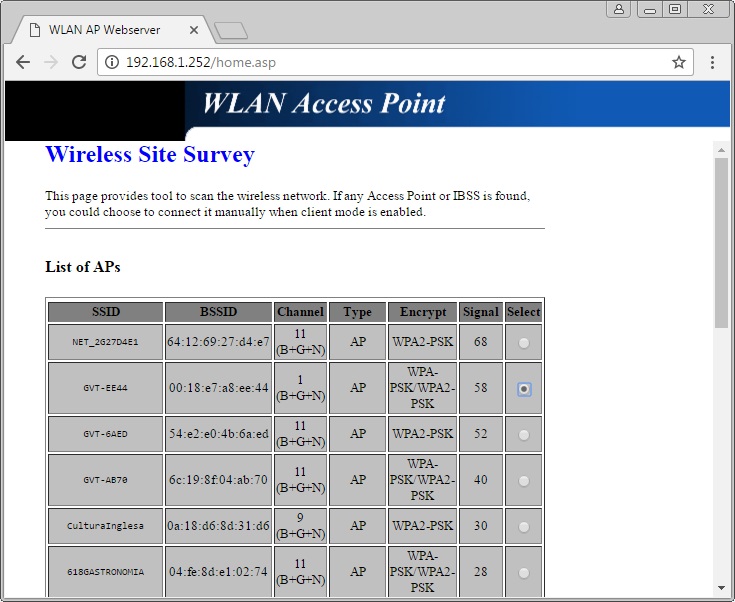 WLAN AP Webserver
192.168.1.252/home.asp
WLAN Access Point
Wireless Site Survey
This page provides tool to scan the wireless network. If any Access Point or IBSS is found,
you could choose to connect it manually when client mode is enabled.
List of APs
SSID BSSID Channel Type Encrypt Signal Select
NET_2G27D4E1 64:12:69:27:d4:e7 11 (B+G+N) AP WPA2-PSK 68
GVT-EE44 00:18:e7:a8:ee:44 1 (B+G+N) AP WPA-PSK/WPA2-PSK 58
GVT-6AED 54:e2:e0:4b:6a:ed 11 (B+G+N) AP WPA2-PSK 52
GVT-AB70 6c:19:8f:04:ab:70 11 (B+G+N) AP WPA-PSK/WPA2-PSK 40
CulturaInglesa 0a:18:d6:8d:31:d6 9 (B+G+N) AP WPA2-PSK 30
618GASTRONOMIA 04:fe:8d:e1:02:74 11 (B+G+N) AP WPA-PSK/WPA2-PSK 28